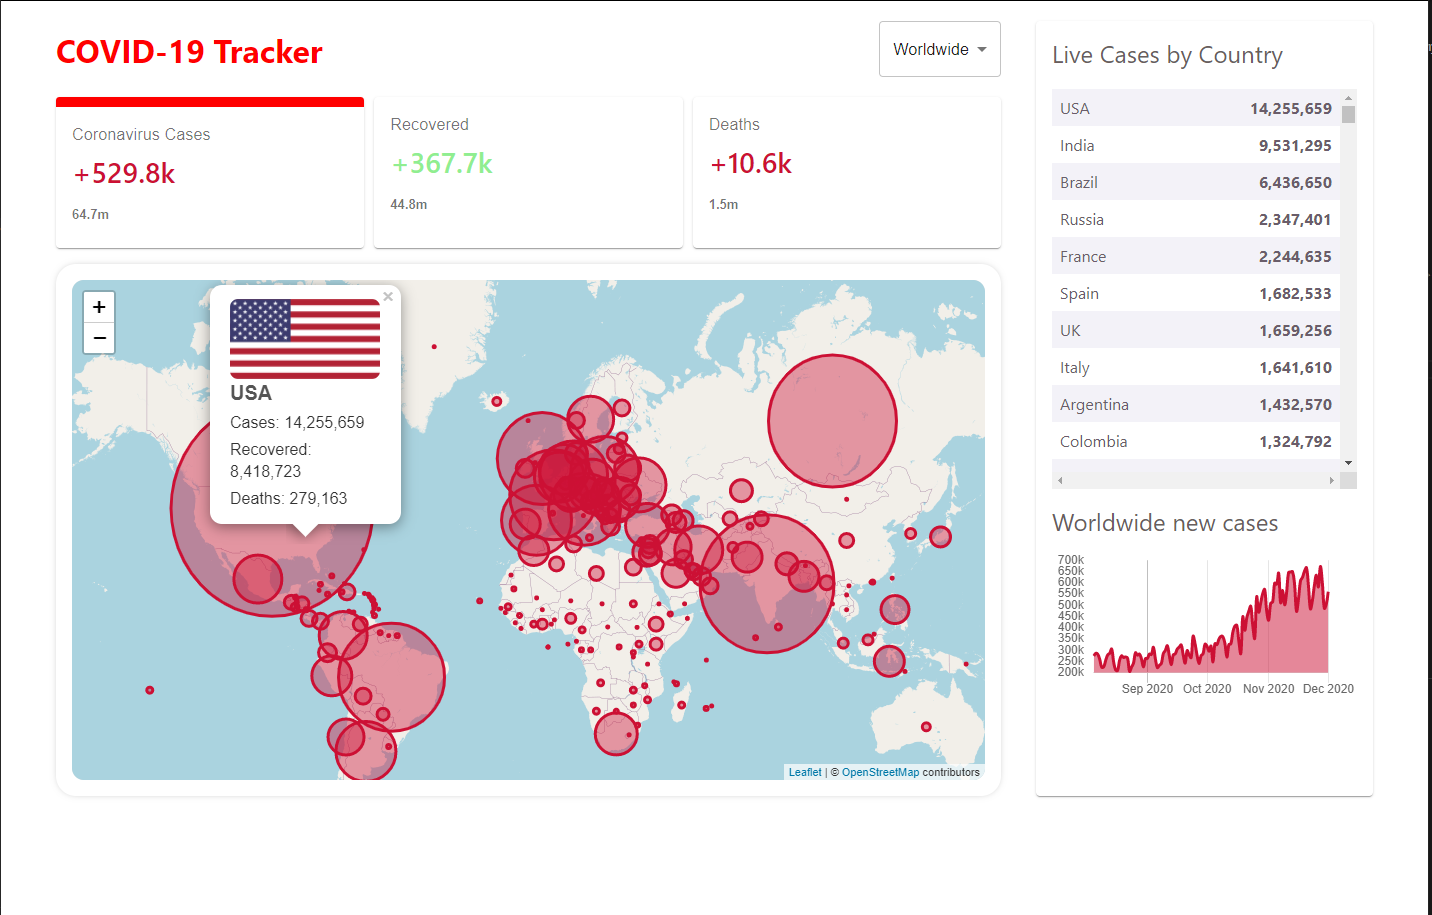 COVID-19 Tracker
Worldwide
Coronavirus Cases
+529.8k
64.7m
Recovered
+367.7k
44.8m
Deaths
+10.6k
1.5m
+
−
×
USA
Cases: 14,255,659
Recovered:
8,418,723
Deaths: 279,163
Leaflet | © OpenStreetMap contributors
Live Cases by Country
USA 14,255,659
India 9,531,295
Brazil 6,436,650
Russia 2,347,401
France 2,244,635
Spain 1,682,533
UK 1,659,256
Italy 1,641,610
Argentina 1,432,570
Colombia 1,324,792
Worldwide new cases
700k
650k
600k
550k
500k
450k
400k
350k
300k
250k
200k
Sep 2020 Oct 2020 Nov 2020 Dec 2020